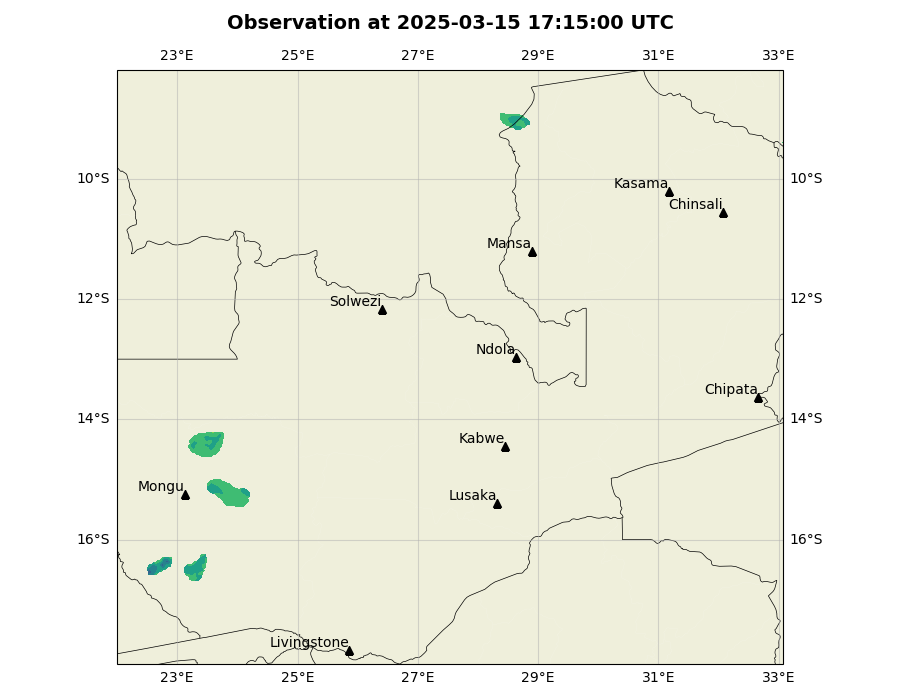 Observation at 2025-03-15 17:15:00 UTC
23°E 25°E 27°E 29°E 31°E 33°E
10°S 10°S
Kasama
Chinsali
Mansa
12°S 12°S
Solwezi
Ndola
Chipata
14°S 14°S
Kabwe
Mongu
Lusaka
16°S 16°S
Livingstone
23°E 25°E 27°E 29°E 31°E 33°E